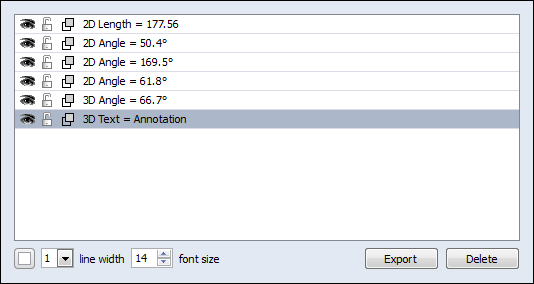 2D Length = 177.56
2D Angle = 50.4°
2D Angle = 169.5°
2D Angle = 61.8°
3D Angle = 66.7°
3D Text = Annotation
1 line width 14 font size Export Delete